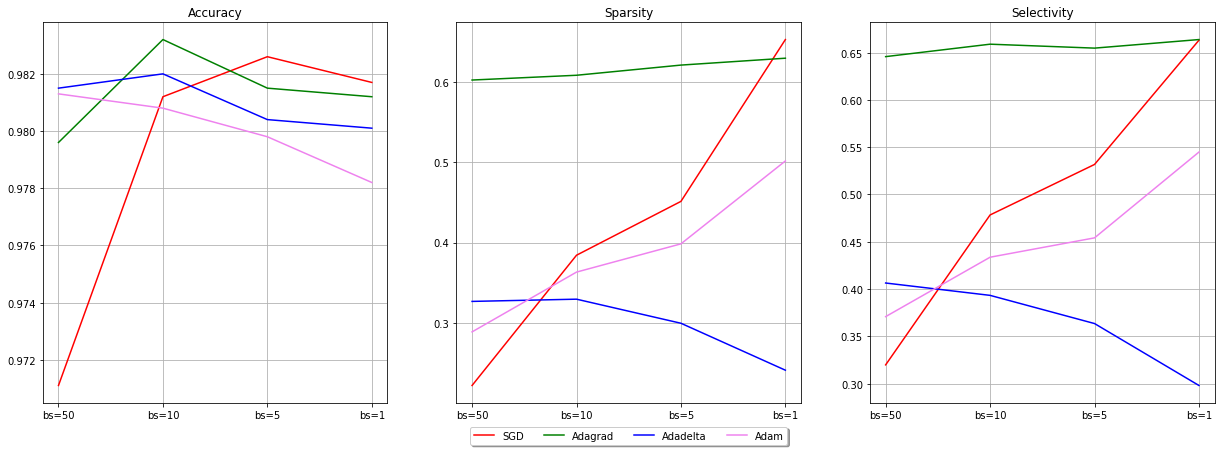 Accuracy
0.982
0.980
0.978
0.976
0.974
0.972
bs=50 bs=10 bs=5 bs=1
Sparsity
0.6
0.5
0.4
0.3
bs=50 bs=10 bs=5 bs=1
Selectivity
0.65
0.60
0.55
0.50
0.45
0.40
0.35
0.30
bs=50 bs=10 bs=5 bs=1
SGD Adagrad Adadelta Adam